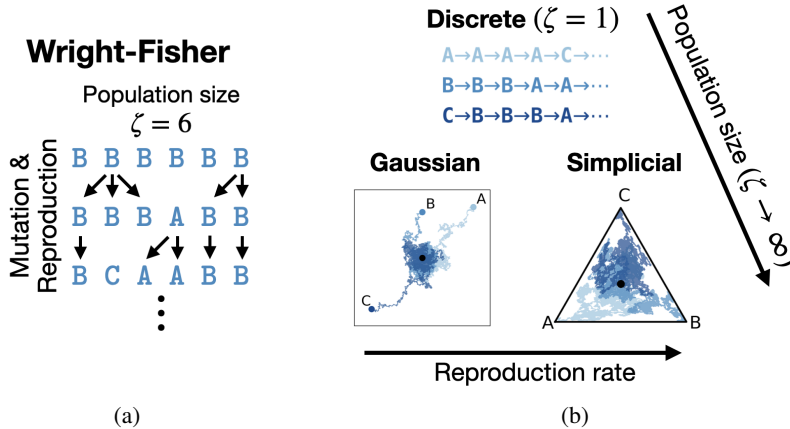 Wright-Fisher
Population size
ζ = 6
Mutation &
Reproduction
B B B B B B
B B B A B B
B C A A B B
(a)
Discrete (ζ = 1)
A→A→A→A→C→···
B→B→B→A→A→···
C→B→B→B→A→···
Population size (ζ → ∞)
Gaussian
B
A
C
Simplicial
C
A
B
Reproduction rate
(b)